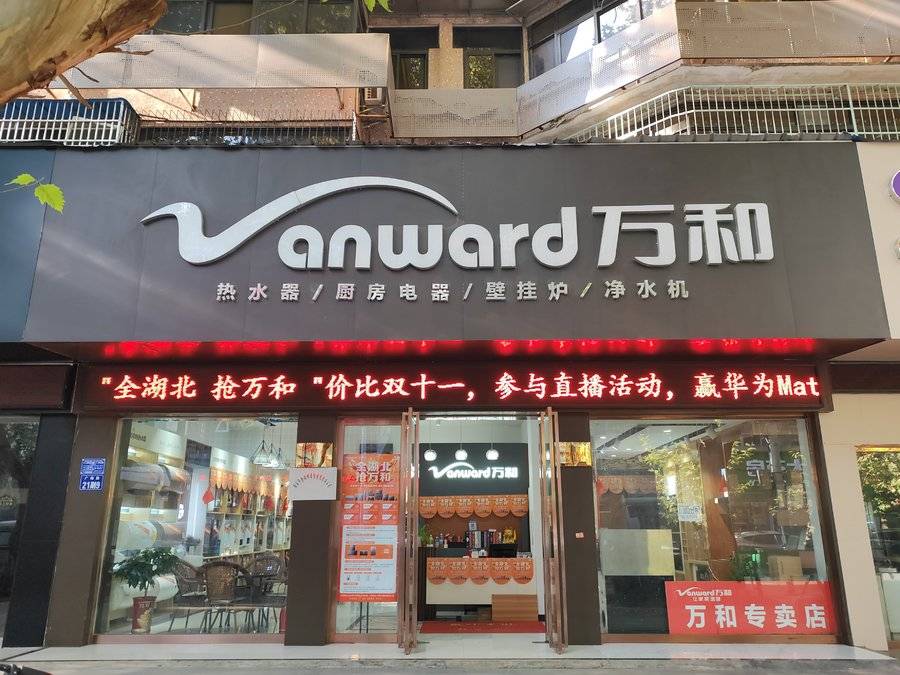 Vanward万和
热水器/厨房电器/壁挂炉/净水机
"全湖北 抢万和 "价比双十一，参与直播活动，赢华为Mat
全湖北
抢万和
Vanward万和
Vanward万和
万和专卖店